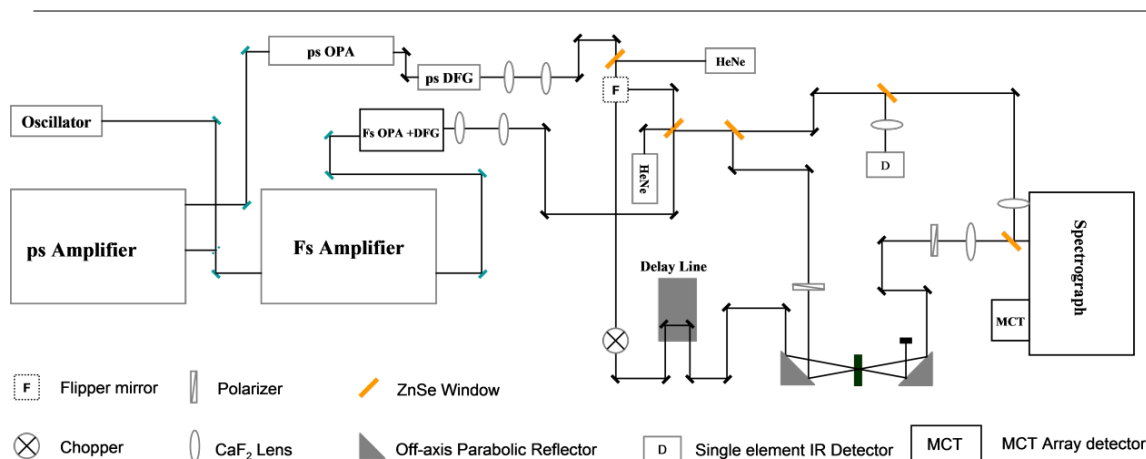 ps OPA
HeNe
ps DFG
F
Oscillator
Fs OPA +DFG
HeNe
D
ps Amplifier
Fs Amplifier
Spectrograph
Delay Line
MCT
F Flipper mirror
Polarizer
ZnSe Window
Chopper
CaF₂ Lens
Off-axis Parabolic Reflector
D Single element IR Detector
MCT MCT Array detector